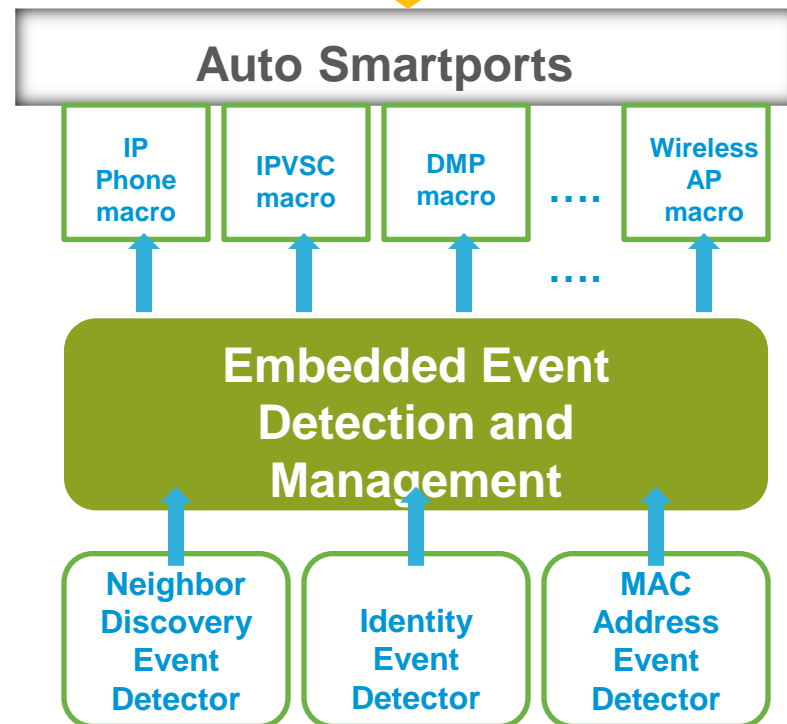 Auto Smartports
IP
Phone
macro
IPVSC
macro
DMP
macro
....
Wireless
AP
macro
....
Embedded Event
Detection and
Management
Neighbor
Discovery
Event
Detector
Identity
Event
Detector
MAC
Address
Event
Detector